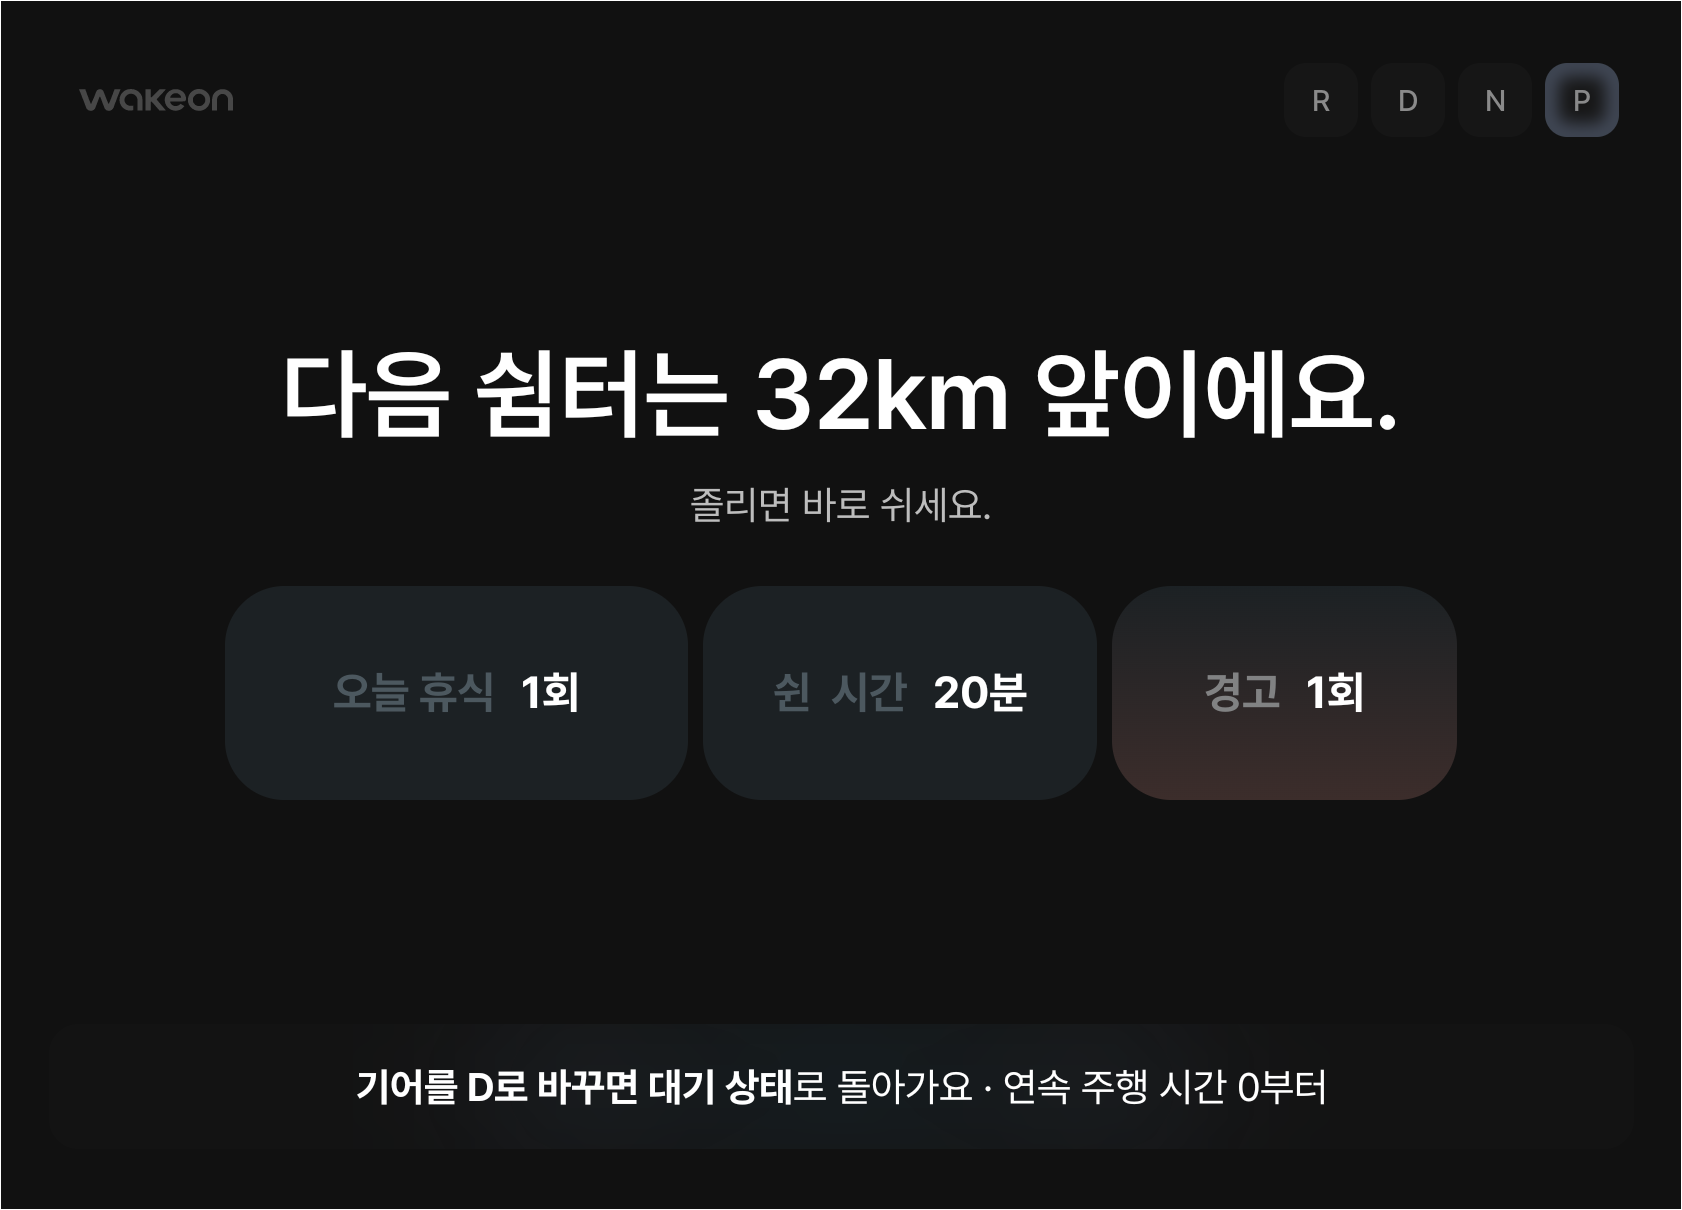 wakeon
R D N P
다음 쉼터는 32km 앞이에요.
졸리면 바로 쉬세요.
오늘 휴식 1회 쉰 시간 20분 경고 1회
기어를 D로 바꾸면 대기 상태로 돌아가요 · 연속 주행 시간 0부터